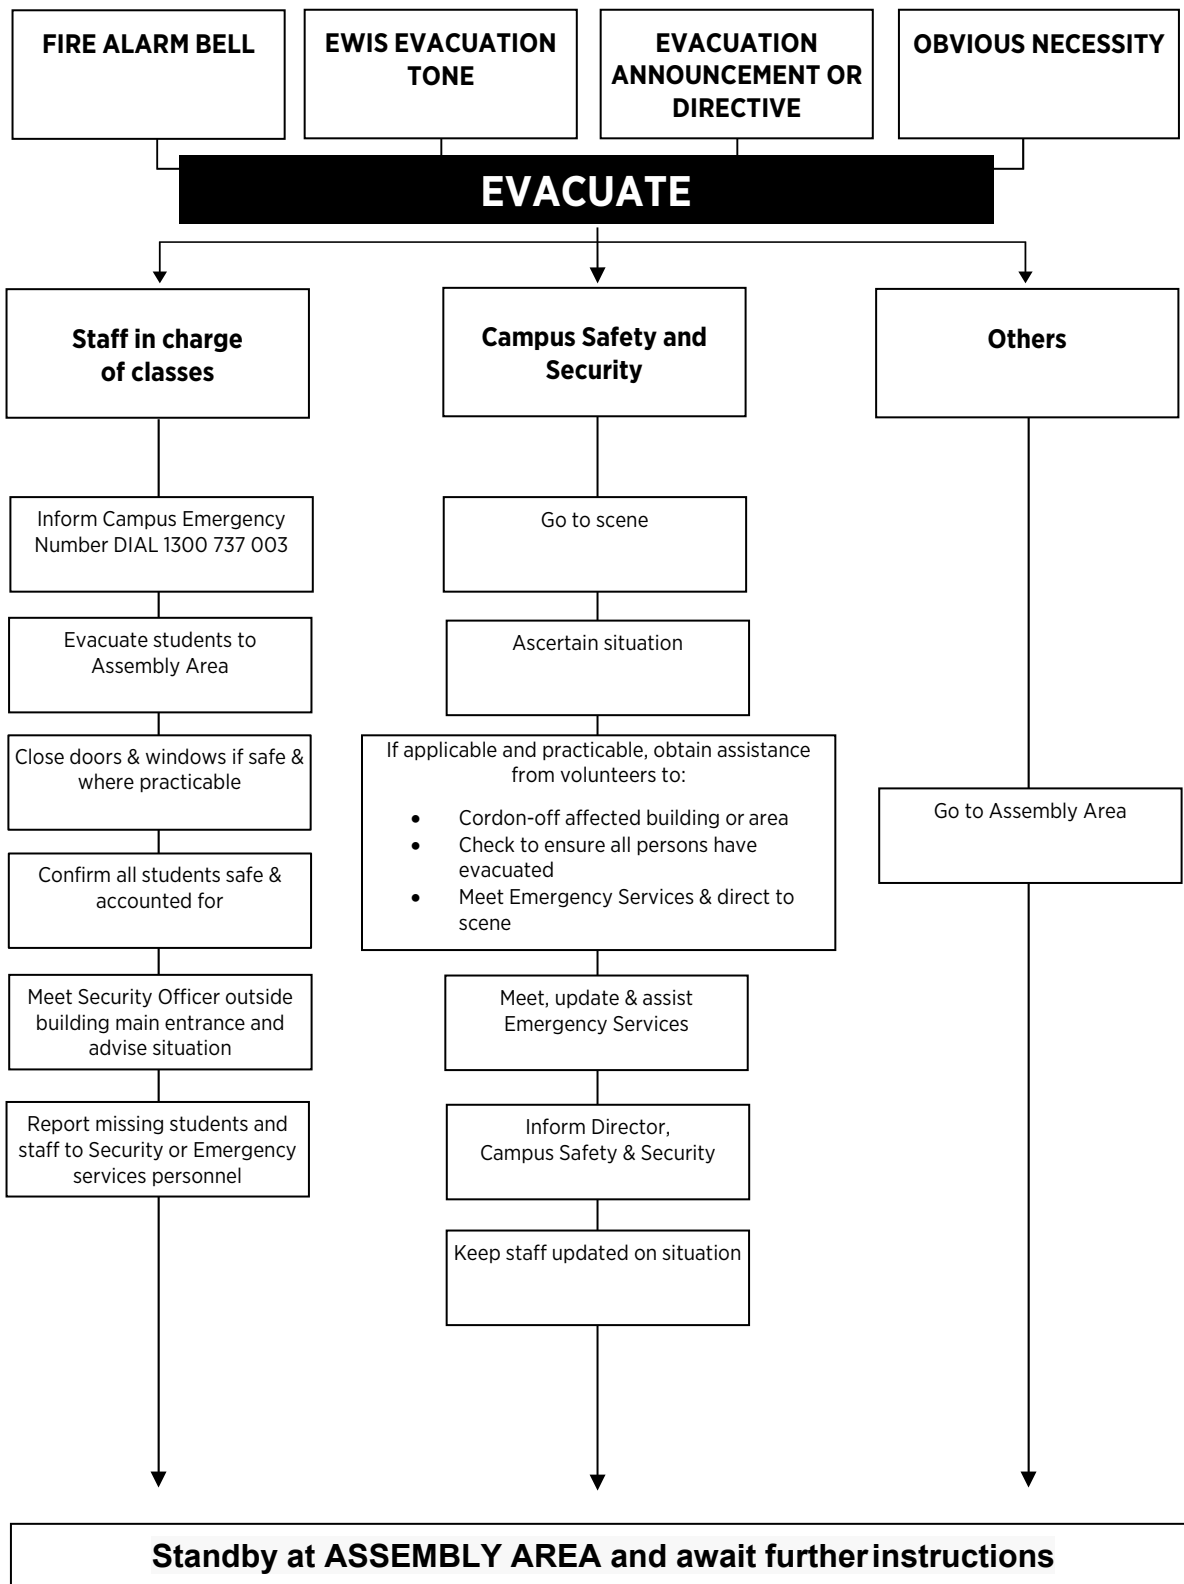 FIRE ALARM BELL
EWIS EVACUATION
TONE
EVACUATION
ANNOUNCEMENT OR
DIRECTIVE
OBVIOUS NECESSITY
EVACUATE
Staff in charge
of classes
Inform Campus Emergency
Number DIAL 1300 737 003
Evacuate students to
Assembly Area
Close doors & windows if safe &
where practicable
Confirm all students safe &
accounted for
Meet Security Officer outside
building main entrance and
advise situation
Report missing students and
staff to Security or Emergency
services personnel
Campus Safety and
Security
Go to scene
Ascertain situation
If applicable and practicable, obtain assistance
from volunteers to:
• Cordon-off affected building or area
• Check to ensure all persons have
evacuated
• Meet Emergency Services & direct to
scene
Meet, update & assist
Emergency Services
Inform Director,
Campus Safety & Security
Keep staff updated on situation
Others
Go to Assembly Area
Standby at ASSEMBLY AREA and await further instructions